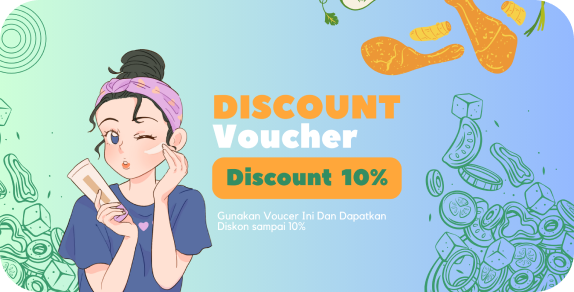 DISCOUNT
Voucher
Discount 10%
Gunakan Voucer Ini Dan Dapatkan
Diskon sampai 10%